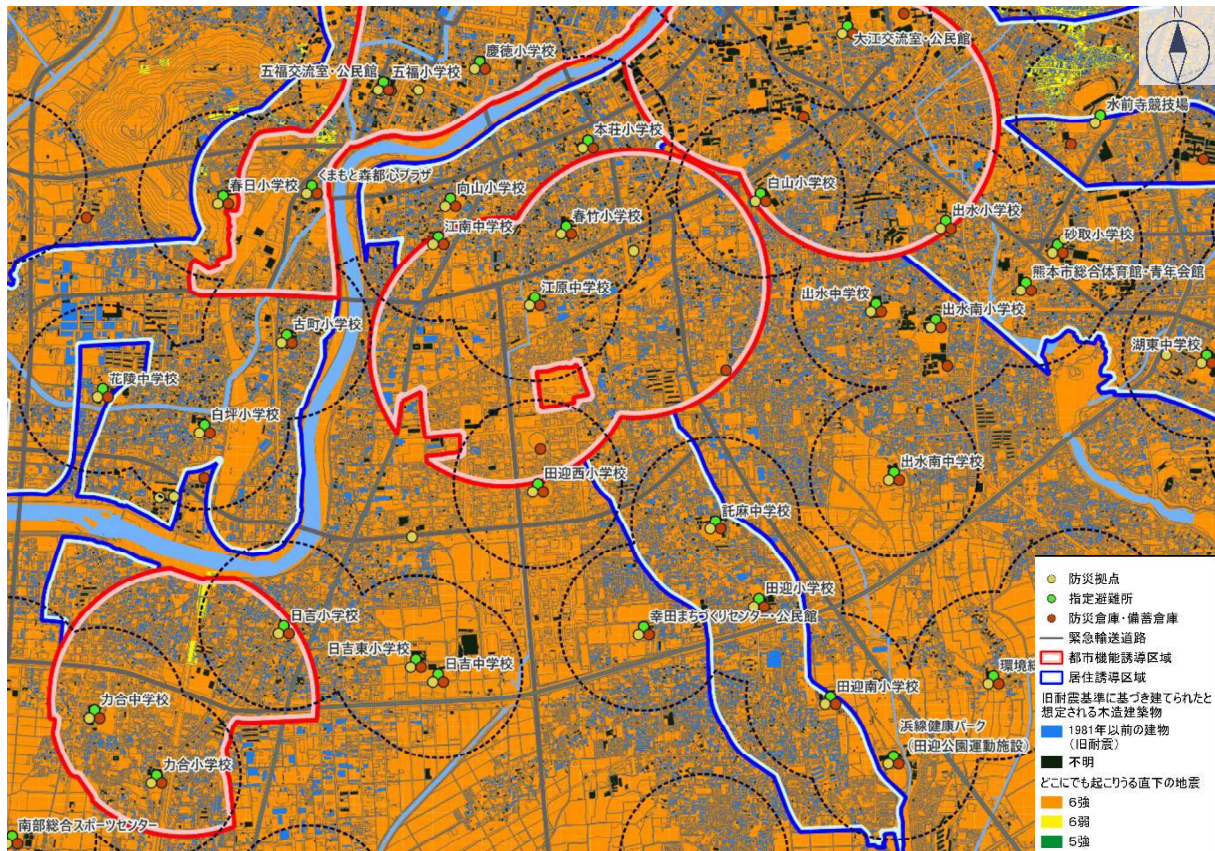 慶徳小学校
大江交流室・公民館
N
五福交流室・公民館
五福小学校
水前寺競技場
本荘小学校
くまもと森都心プラザ
春日小学校
向山小学校
白山小学校
春竹小学校
出水小学校
江南中学校
砂取小学校
熊本市総合体育館・青年会館
江原中学校
出水中学校
出水南小学校
古町小学校
湖東中学校
花陵中学校
白坪小学校
田迎西小学校
出水南中学校
託麻中学校
田迎小学校
幸田まちづくりセンター・公民館
日吉小学校
日吉東小学校
日吉中学校
環境総
田迎南小学校
力合中学校
浜線健康パーク
(田迎公園運動施設)
力合小学校
南部総合スポーツセンター
防災拠点
指定避難所
防災倉庫・備蓄倉庫
緊急輸送道路
都市機能誘導区域
居住誘導区域
旧耐震基準に基づき建てられたと
想定される木造建築物
1981年以前の建物
(旧耐震)
不明
どこにでも起こりうる直下の地震
6強
6弱
5強